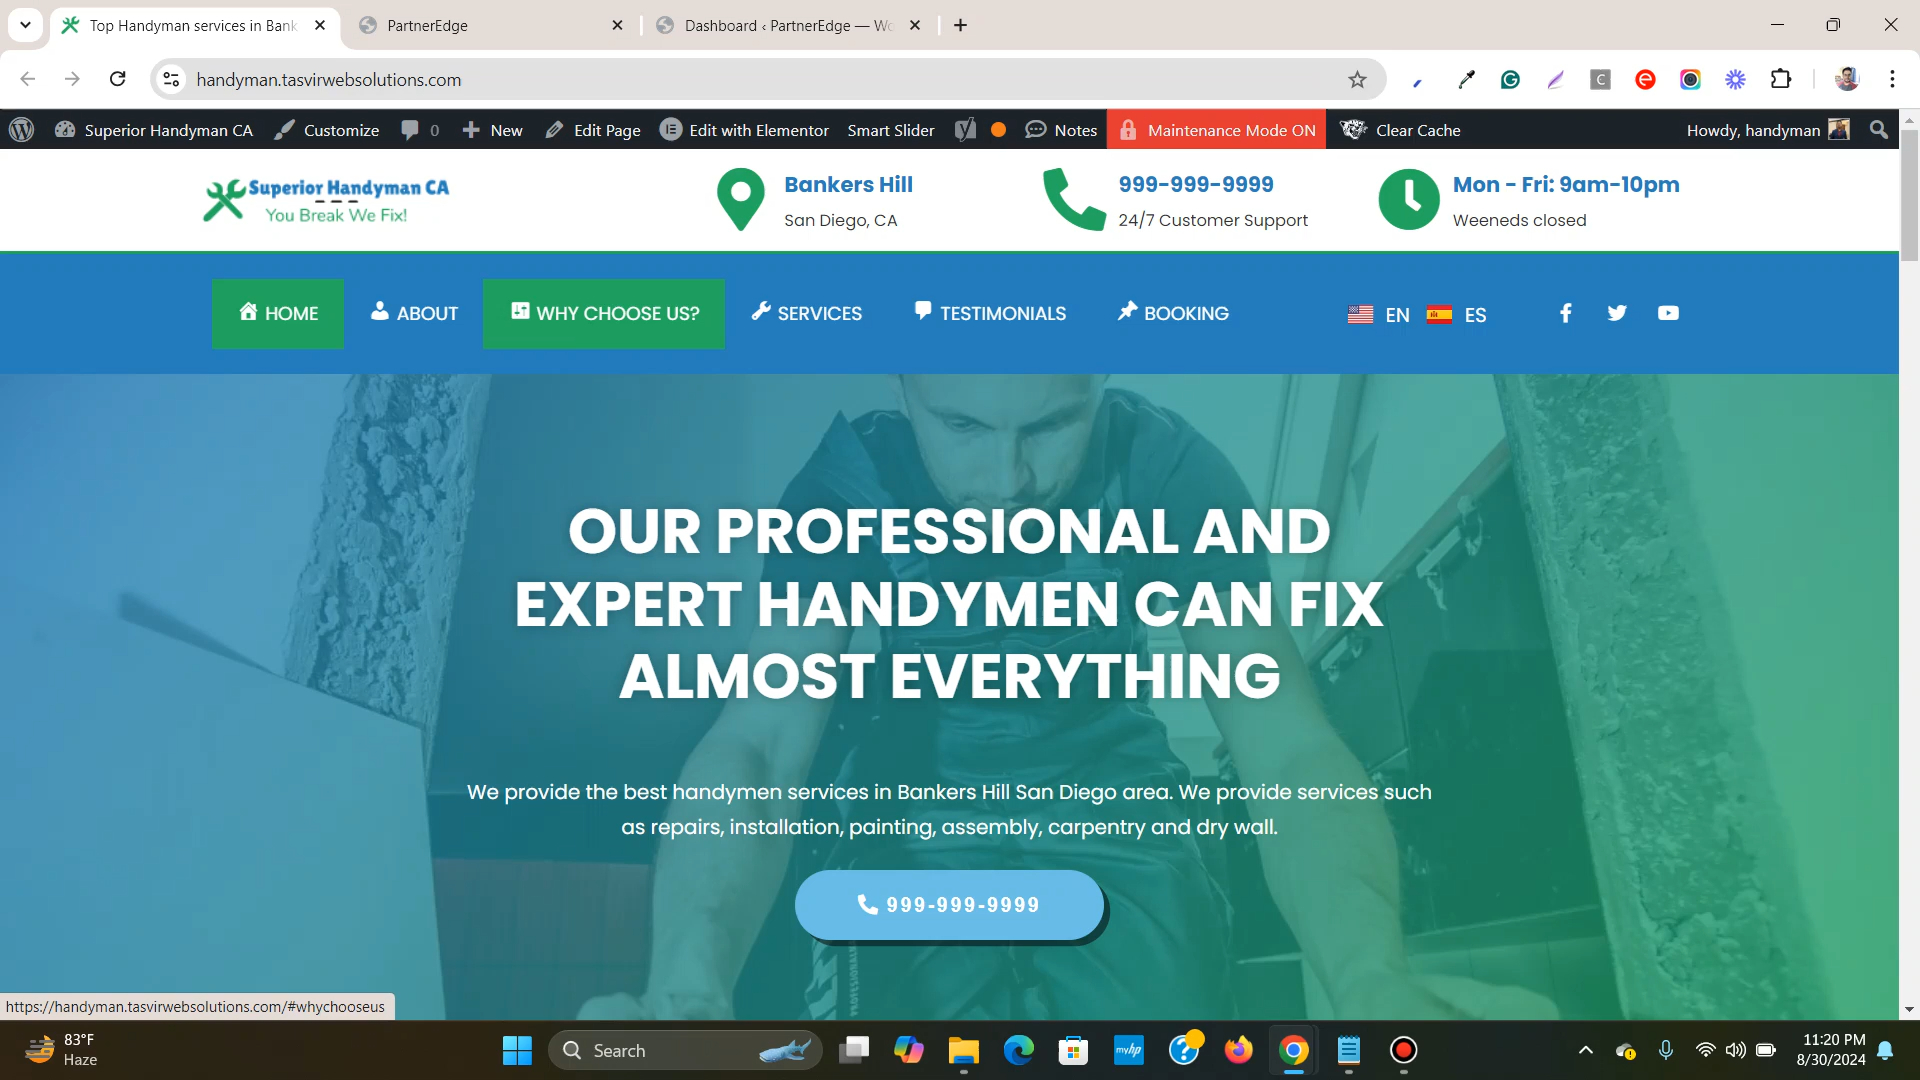 Top Handyman services in Bank
PartnerEdge
Dashboard ‹ PartnerEdge — Wo
handyman.tasvirwebsolutions.com
Superior Handyman CA
Customize
0
New
Edit Page
Edit with Elementor
Smart Slider
Notes
Maintenance Mode ON
Clear Cache
Howdy, handyman
Superior Handyman CA
You Break We Fix!
Bankers Hill
San Diego, CA
999-999-9999
24/7 Customer Support
Mon - Fri: 9am-10pm
Weeneds closed
HOME
ABOUT
WHY CHOOSE US?
SERVICES
TESTIMONIALS
BOOKING
EN
ES
OUR PROFESSIONAL AND
EXPERT HANDYMEN CAN FIX
ALMOST EVERYTHING
We provide the best handymen services in Bankers Hill San Diego area. We provide services such
as repairs, installation, painting, assembly, carpentry and dry wall.
999-999-9999
https://handyman.tasvirwebsolutions.com/#whychooseus
83°F
Haze
Search
myhp
11:20 PM
8/30/2024